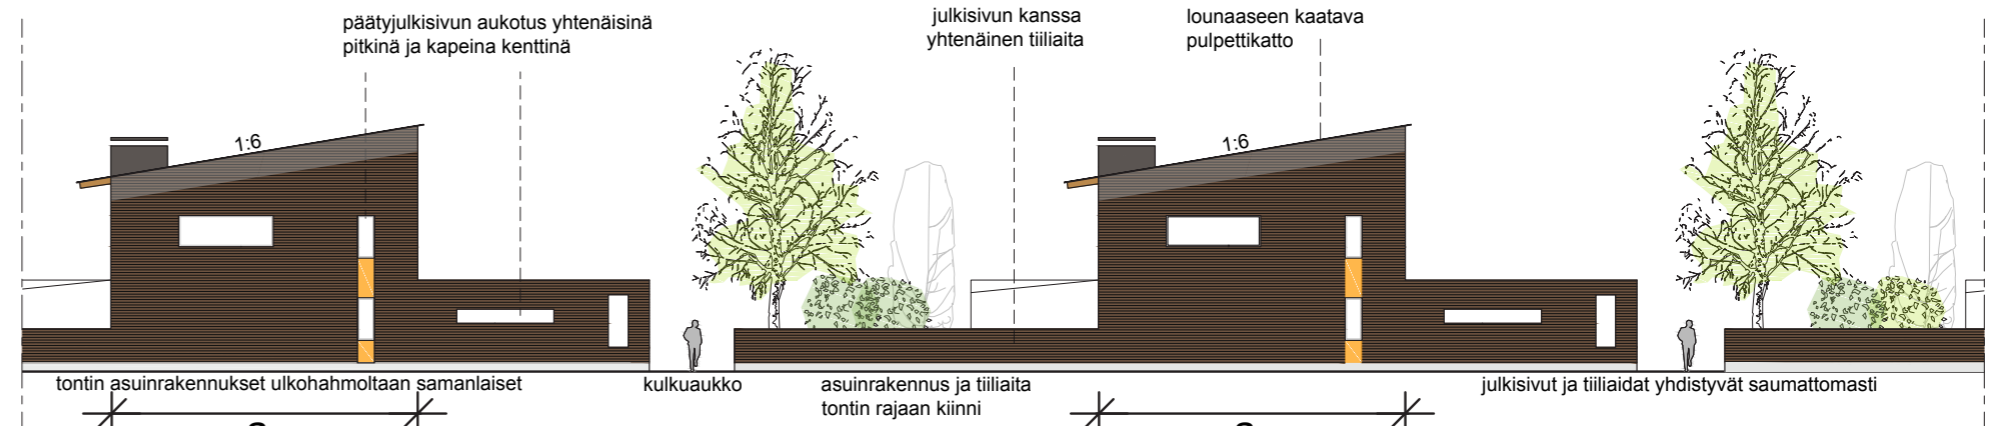 päätyjulkisivun aukotus yhtenäisinä
pitkinä ja kapeina kenttinä
julkisivun kanssa
yhtenäinen tiiliaita
lounaaseen kaatava
pulpettikatto
1:6
1:6
tontin asuinrakennukset ulkohahmoltaan samanlaiset
kulkuaukko
asuinrakennus ja tiiliaita
tontin rajaan kiinni
julkisivut ja tiiliaidat yhdistyvät saumattomasti